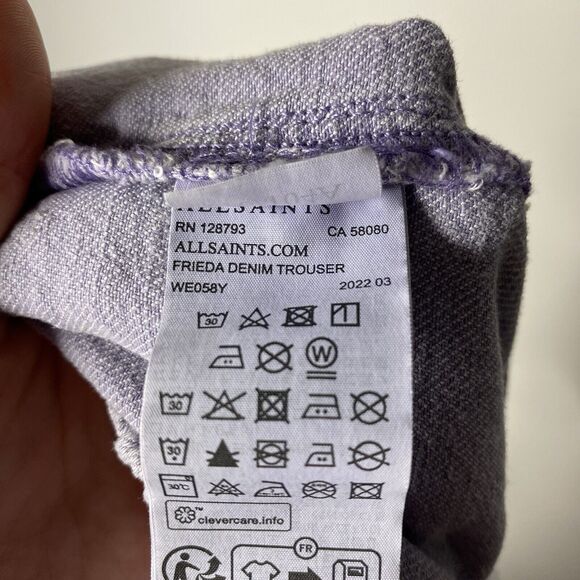 ALLSAINTS
RN 128793 CA 58080
ALLSAINTS.COM
FRIEDA DENIM TROUSER
WE058Y 2022 03
30
W
30
30
30°C
™
clevercare.info
FR